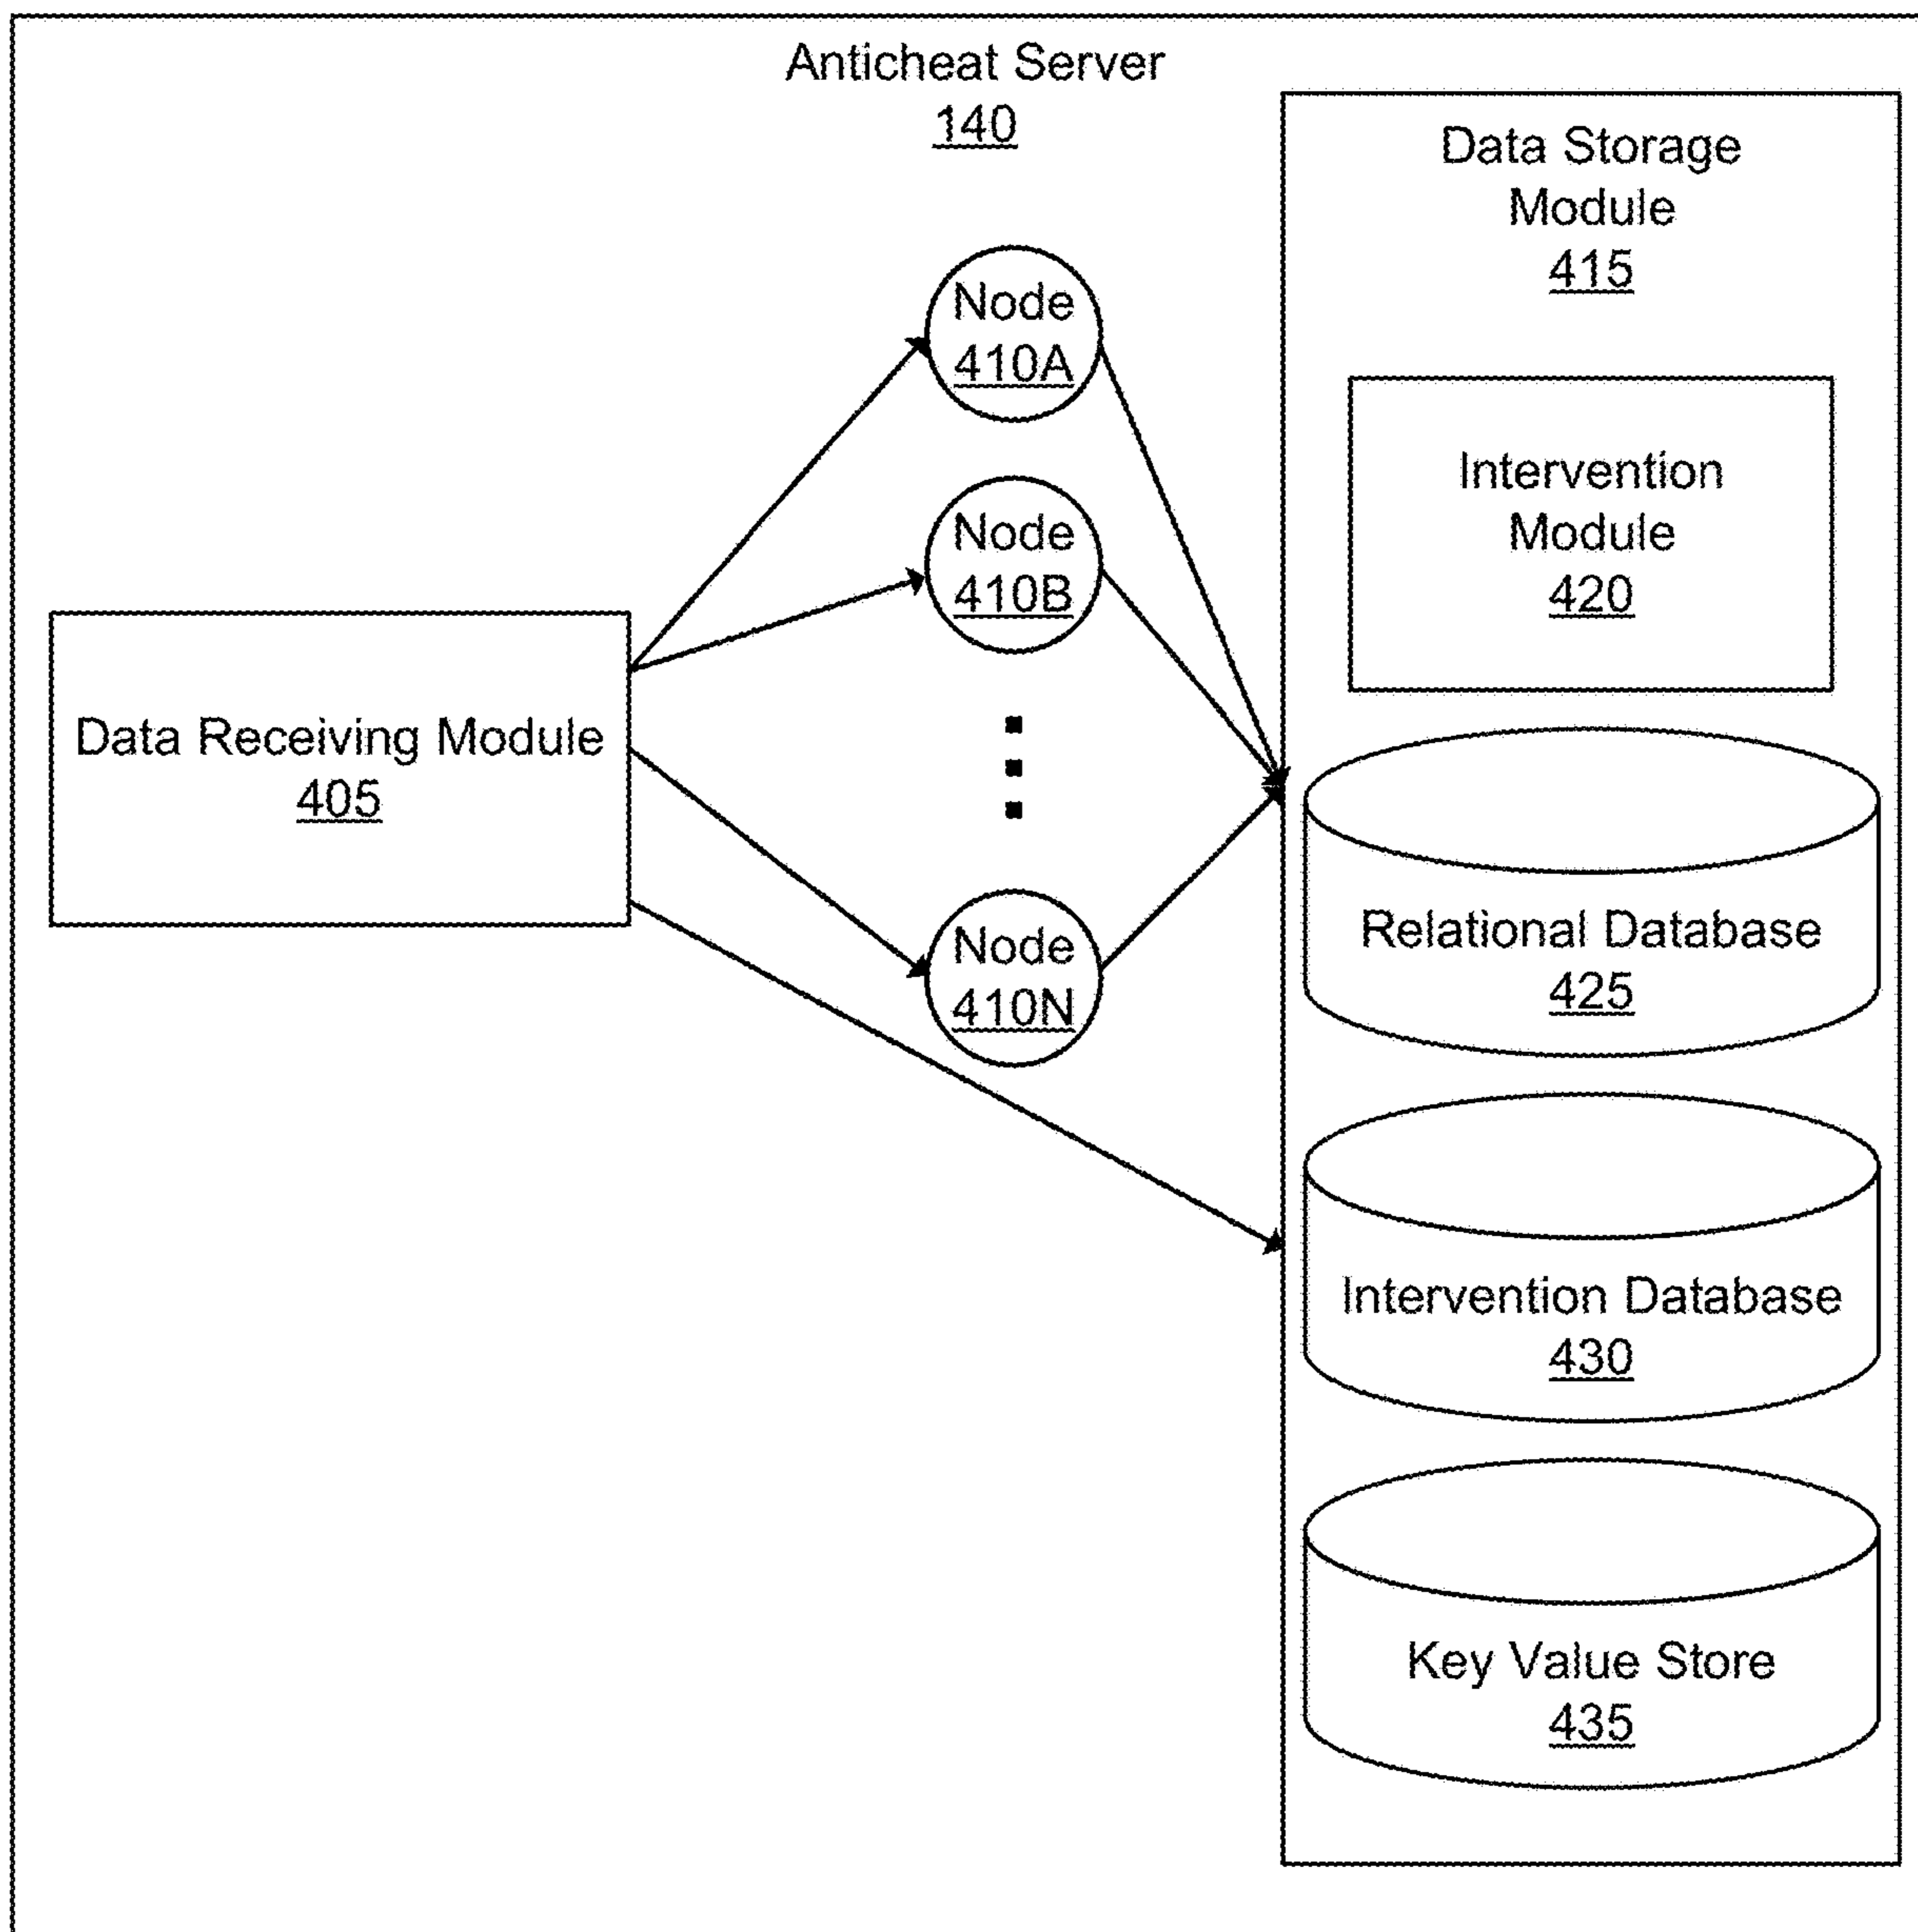 Anticheat Server
140
Data Storage
Module
415
Node
410A
Intervention
Module
420
Node
410B
Data Receiving Module
405
Node
410N
Relational Database
425
Intervention Database
430
Key Value Store
435